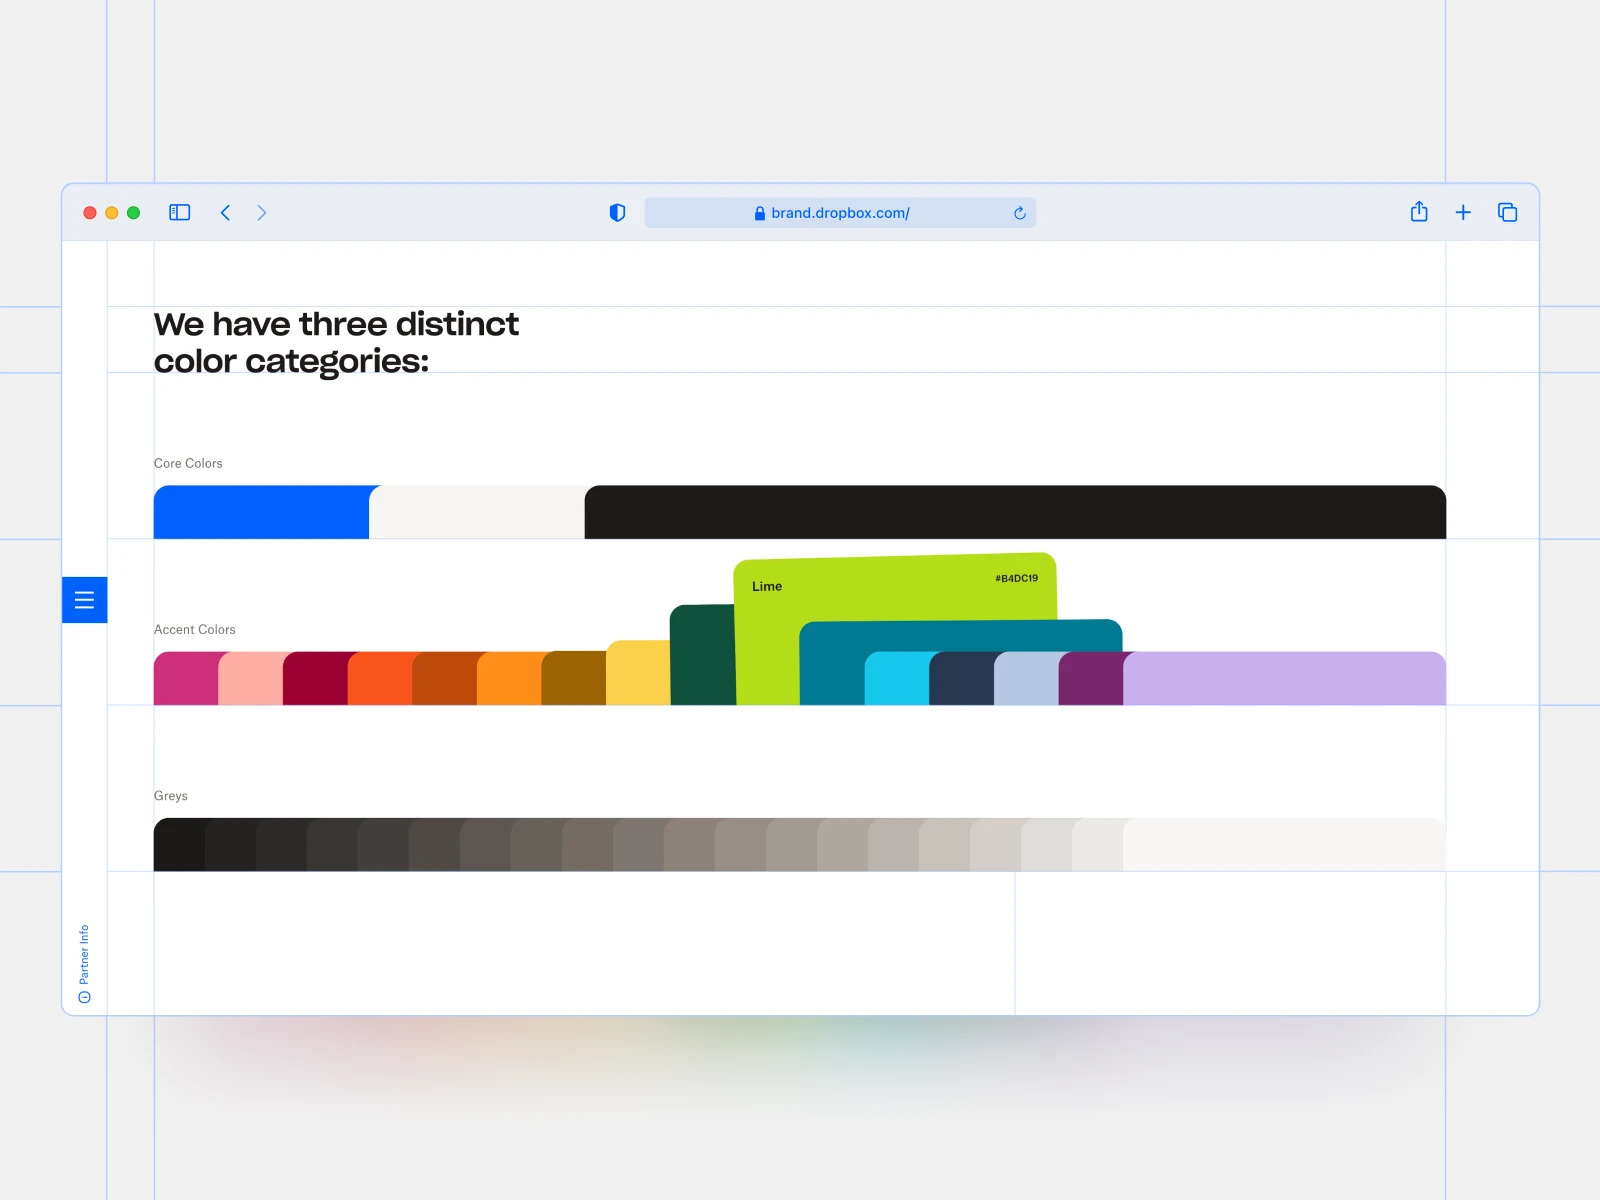 brand.dropbox.com/
We have three distinct
color categories:
Core Colors
Lime
#B4DC19
Accent Colors
Greys
Partner Info